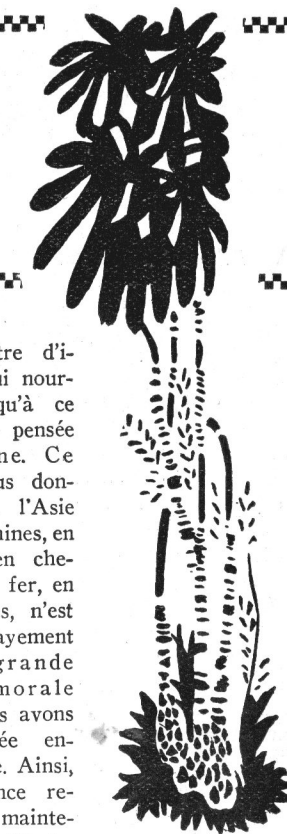 tre d'i-
ui nour-
qu'à ce
pensée
ne. Ce
us don-
l'Asie
aines, en
en che-
fer, en
s, n'est
ayement
grande
morale
s avons
ée en-
e. Ainsi,
nce re-
mainte-